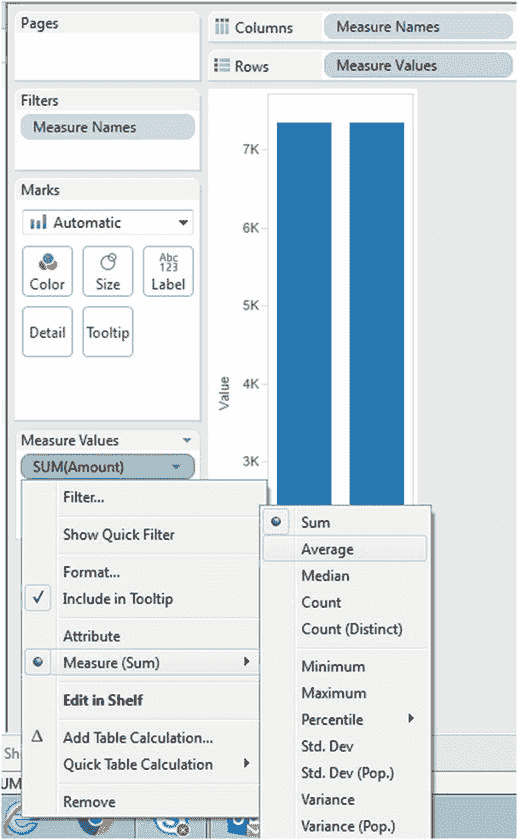 Pages
Columns
Measure Names
Rows
Measure Values
Filters
Measure Names
Marks
Automatic
Color
Size
Abc
123
Label
Detail
Tooltip
7K
6K
5K
4K
3K
Value
Measure Values
SUM(Amount)
Filter...
Show Quick Filter
Format...
Include in Tooltip
Attribute
Measure (Sum)
Edit in Shelf
Δ Add Table Calculation...
Quick Table Calculation
Remove
Sum
Average
Median
Count
Count (Distinct)
Minimum
Maximum
Percentile
Std. Dev
Std. Dev (Pop.)
Variance
Variance (Pop.)